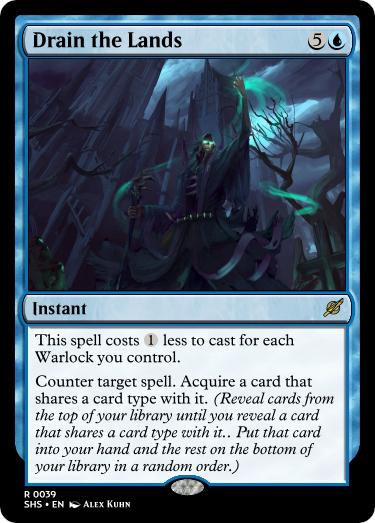 Drain the Lands 5
Instant
This spell costs 1 less to cast for each
Warlock you control.
Counter target spell. Acquire a card that
shares a card type with it. (Reveal cards from
the top of your library until you reveal a card
that shares a card type with it.. Put that card
into your hand and the rest on the bottom of
your library in a random order.)
R 0039
SHS • EN Alex Kuhn